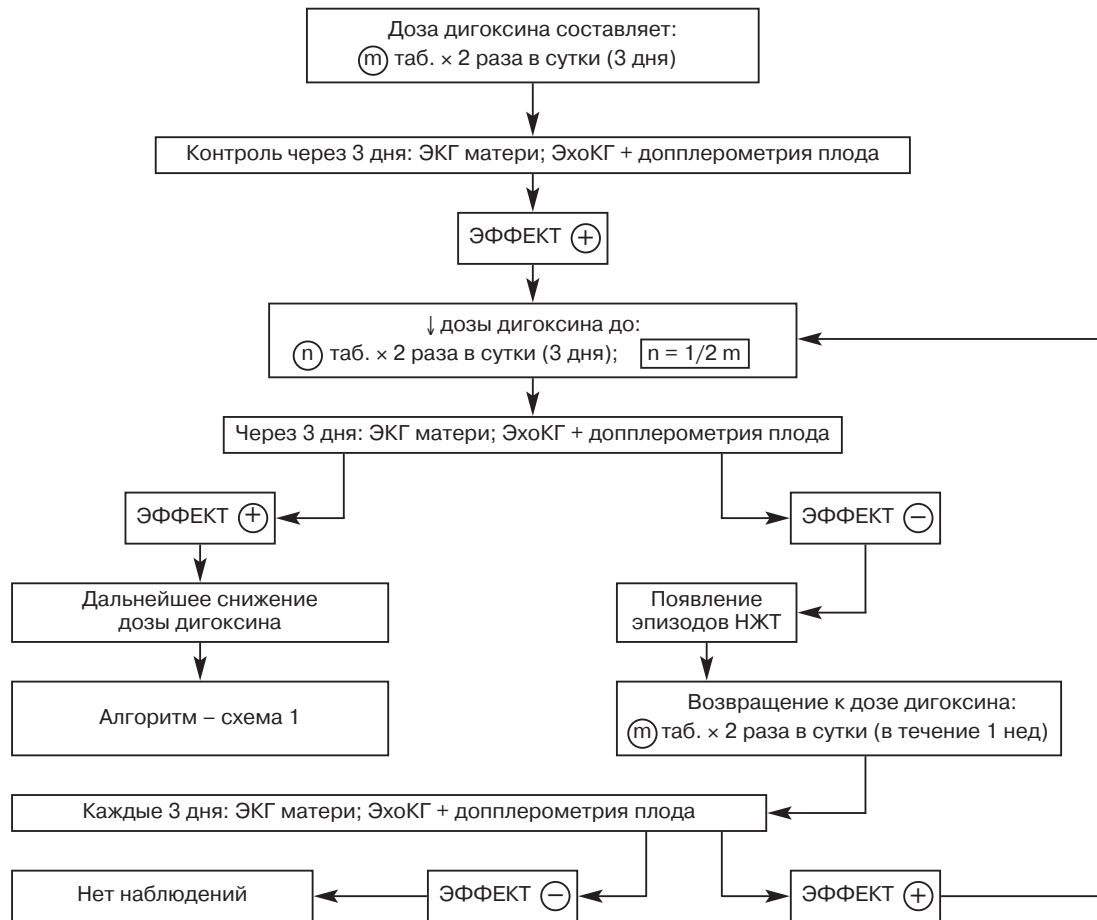 Доза дигоксина составляет:
m таб. × 2 раза в сутки (3 дня)
Контроль через 3 дня: ЭКГ матери; ЭхоКГ + допплерометрия плода
ЭФФЕКТ +
↓ дозы дигоксина до:
n таб. × 2 раза в сутки (3 дня); n = 1/2 m
Через 3 дня: ЭКГ матери; ЭхоКГ + допплерометрия плода
ЭФФЕКТ +
ЭФФЕКТ −
Дальнейшее снижение
дозы дигоксина
Появление
эпизодов НЖТ
Алгоритм – схема 1
Возвращение к дозе дигоксина:
m таб. × 2 раза в сутки (в течение 1 нед)
Каждые 3 дня: ЭКГ матери; ЭхоКГ + допплерометрия плода
Нет наблюдений
ЭФФЕКТ −
ЭФФЕКТ +